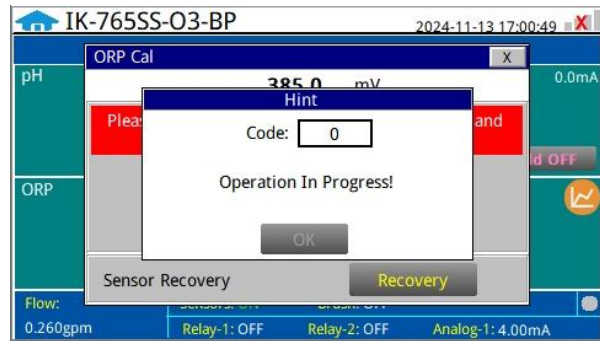 IK-765SS-O3-BP 2024-11-13 17:00:49
ORP Cal X
pH 385.0 mV 0.0mA
Hint
and
Code: 0
OFF
Operation In Progress!
ORP
OK
Sensor Recovery Recovery
Flow:
0.260gpm Relay-1: OFF Relay-2: OFF Analog-1: 4.00mA